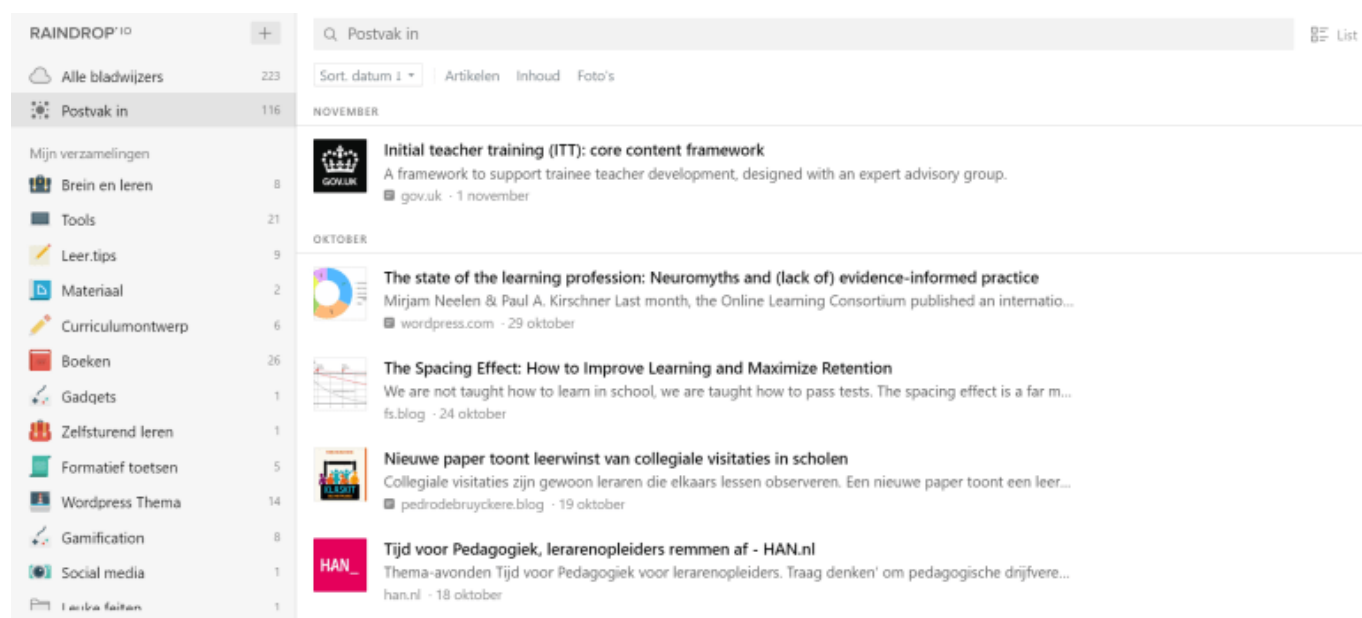 RAINDROP.IO
+
Alle bladwijzers 223
Postvak in 116
Mijn verzamelingen
Brein en leren 8
Tools 21
Leer.tips 9
Materiaal 2
Curriculumontwerp 6
Boeken 26
Gadgets 1
Zelfsturend leren 1
Formatief toetsen 5
Wordpress Thema 14
Gamification 8
Social media 1
Leuke feiten 1
Postvak in
List
Sort. datum ↓ Artikelen Inhoud Foto's
NOVEMBER
GOV.UK
Initial teacher training (ITT): core content framework
A framework to support trainee teacher development, designed with an expert advisory group.
gov.uk · 1 november
OKTOBER
The state of the learning profession: Neuromyths and (lack of) evidence-informed practice
Mirjam Neelen & Paul A. Kirschner Last month, the Online Learning Consortium published an internatio...
wordpress.com · 29 oktober
The Spacing Effect: How to Improve Learning and Maximize Retention
We are not taught how to learn in school, we are taught how to pass tests. The spacing effect is a far m...
fs.blog · 24 oktober
KLASKIT
Nieuwe paper toont leerwinst van collegiale visitaties in scholen
Collegiale visitaties zijn gewoon leraren die elkaars lessen observeren. Een nieuwe paper toont een leer...
pedrodebruyckere.blog · 19 oktober
HAN_
Tijd voor Pedagogiek, lerarenopleiders remmen af - HAN.nl
Thema-avonden Tijd voor Pedagogiek voor lerarenopleiders. Traag denken' om pedagogische drijfvere...
han.nl · 18 oktober